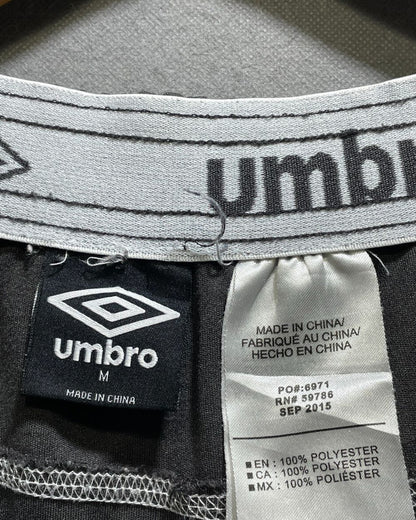 umbro
umbro
M
MADE IN CHINA
MADE IN CHINA/
FABRIQUÉ AU CHINA/
HECHO EN CHINA
PO#:6971
RN# 59786
SEP 2015
EN : 100% POLYESTER
CA : 100% POLYESTER
MX : 100% POLIÉSTER